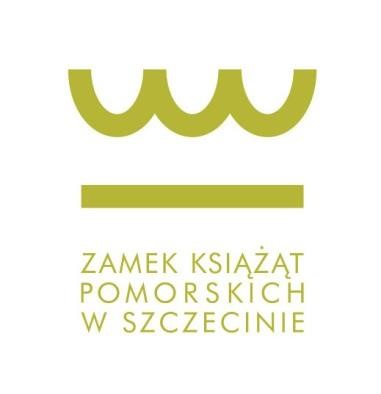 ZAMEK KSIĄŻĄT
POMORSKICH
W SZCZECINIE